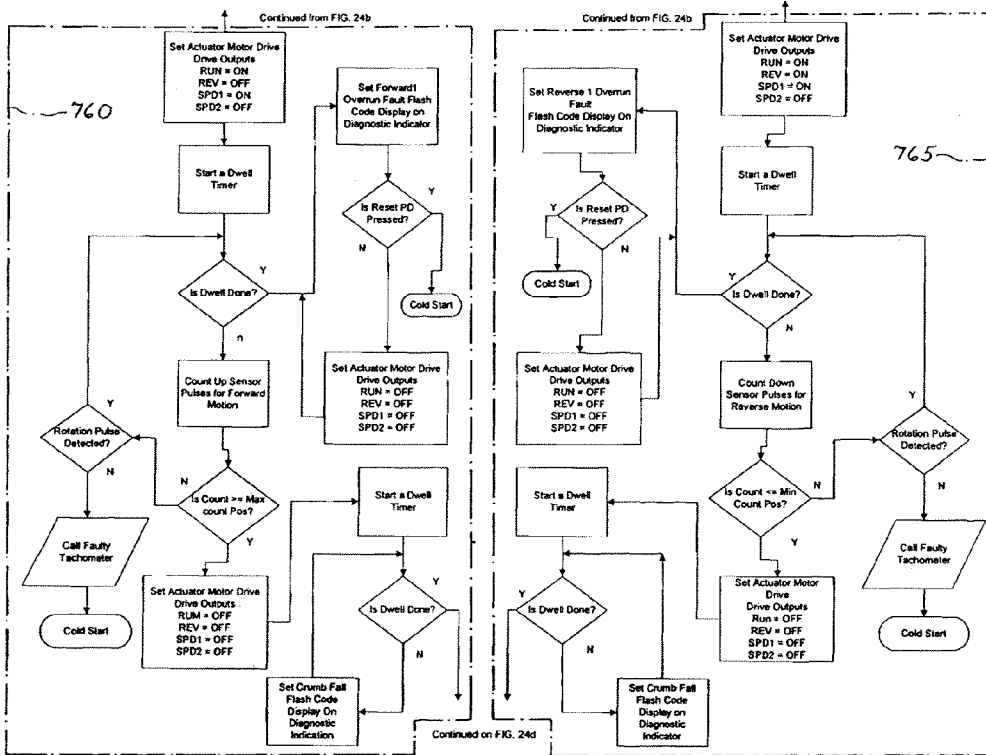 Continued from FIG. 24b
Set Actuator Motor Drive
Drive Outputs
RUN = ON
REV = OFF
SPD1 = ON
SPD2 = OFF
760
Set Forward1
Overrun Fault Flash
Code Display on
Diagnostic Indicator
Start a Dwell
Timer
Is Reset PD
Pressed?
Y
N
Cold Start
Is Dwell Done?
Y
n
Count Up Sensor
Pulses for Forward
Motion
Set Actuator Motor Drive
Drive Outputs
RUN = OFF
REV = OFF
SPD1 = OFF
SPD2 = OFF
Rotation Pulse
Detected?
Y
N
Is Count >= Max
count Pos?
N
Y
Call Faulty
Tachometer
Cold Start
Set Actuator Motor Drive
Drive Outputs
RUM = OFF
REV = OFF
SPD1 = OFF
SPD2 = OFF
Start a Dwell
Timer
Is Dwell Done?
Y
N
Set Crumb Fall
Flash Code
Display On
Diagnostic
Indication
Continued on FIG. 24d
Continued from FIG. 24b
Set Actuator Motor Drive
Drive Outputs
RUN = ON
REV = ON
SPD1 = ON
SPD2 = OFF
765
Set Reverse 1 Overrun
Fault
Flash Code Display On
Diagnostic Indicator
Start a Dwell
Timer
Is Reset PD
Pressed?
Y
N
Cold Start
Is Dwell Done?
Y
N
Count Down
Sensor Pulses for
Reverse Motion
Set Actuator Motor Drive
Drive Outputs
RUN = OFF
REV = OFF
SPD1 = OFF
SPD2 = OFF
Rotation Pulse
Detected?
Y
N
Is Count <= Min
Count Pos?
N
Y
Call Faulty
Tachometer
Cold Start
Set Actuator Motor
Drive
Drive Outputs
Run = OFF
REV = OFF
SPD1 = OFF
SPD2 = OFF
Start a Dwell
Timer
Is Dwell Done?
Y
N
Set Crumb Fall
Flash Code
Display on
Diagnostic
Indicator